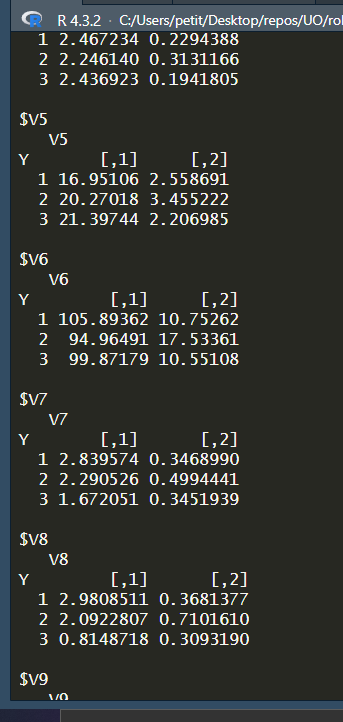 R 4.3.2 · C:/Users/petit/Desktop/repos/UO/rol
1 2.467234 0.2294388
2 2.246140 0.3131166
3 2.436923 0.1941805
$V5
V5
Y [,1] [,2]
1 16.95106 2.558691
2 20.27018 3.455222
3 21.39744 2.206985
$V6
V6
Y [,1] [,2]
1 105.89362 10.75262
2 94.96491 17.53361
3 99.87179 10.55108
$V7
V7
Y [,1] [,2]
1 2.839574 0.3468990
2 2.290526 0.4994441
3 1.672051 0.3451939
$V8
V8
Y [,1] [,2]
1 2.9808511 0.3681377
2 2.0922807 0.7101610
3 0.8148718 0.3093190
$V9
V9